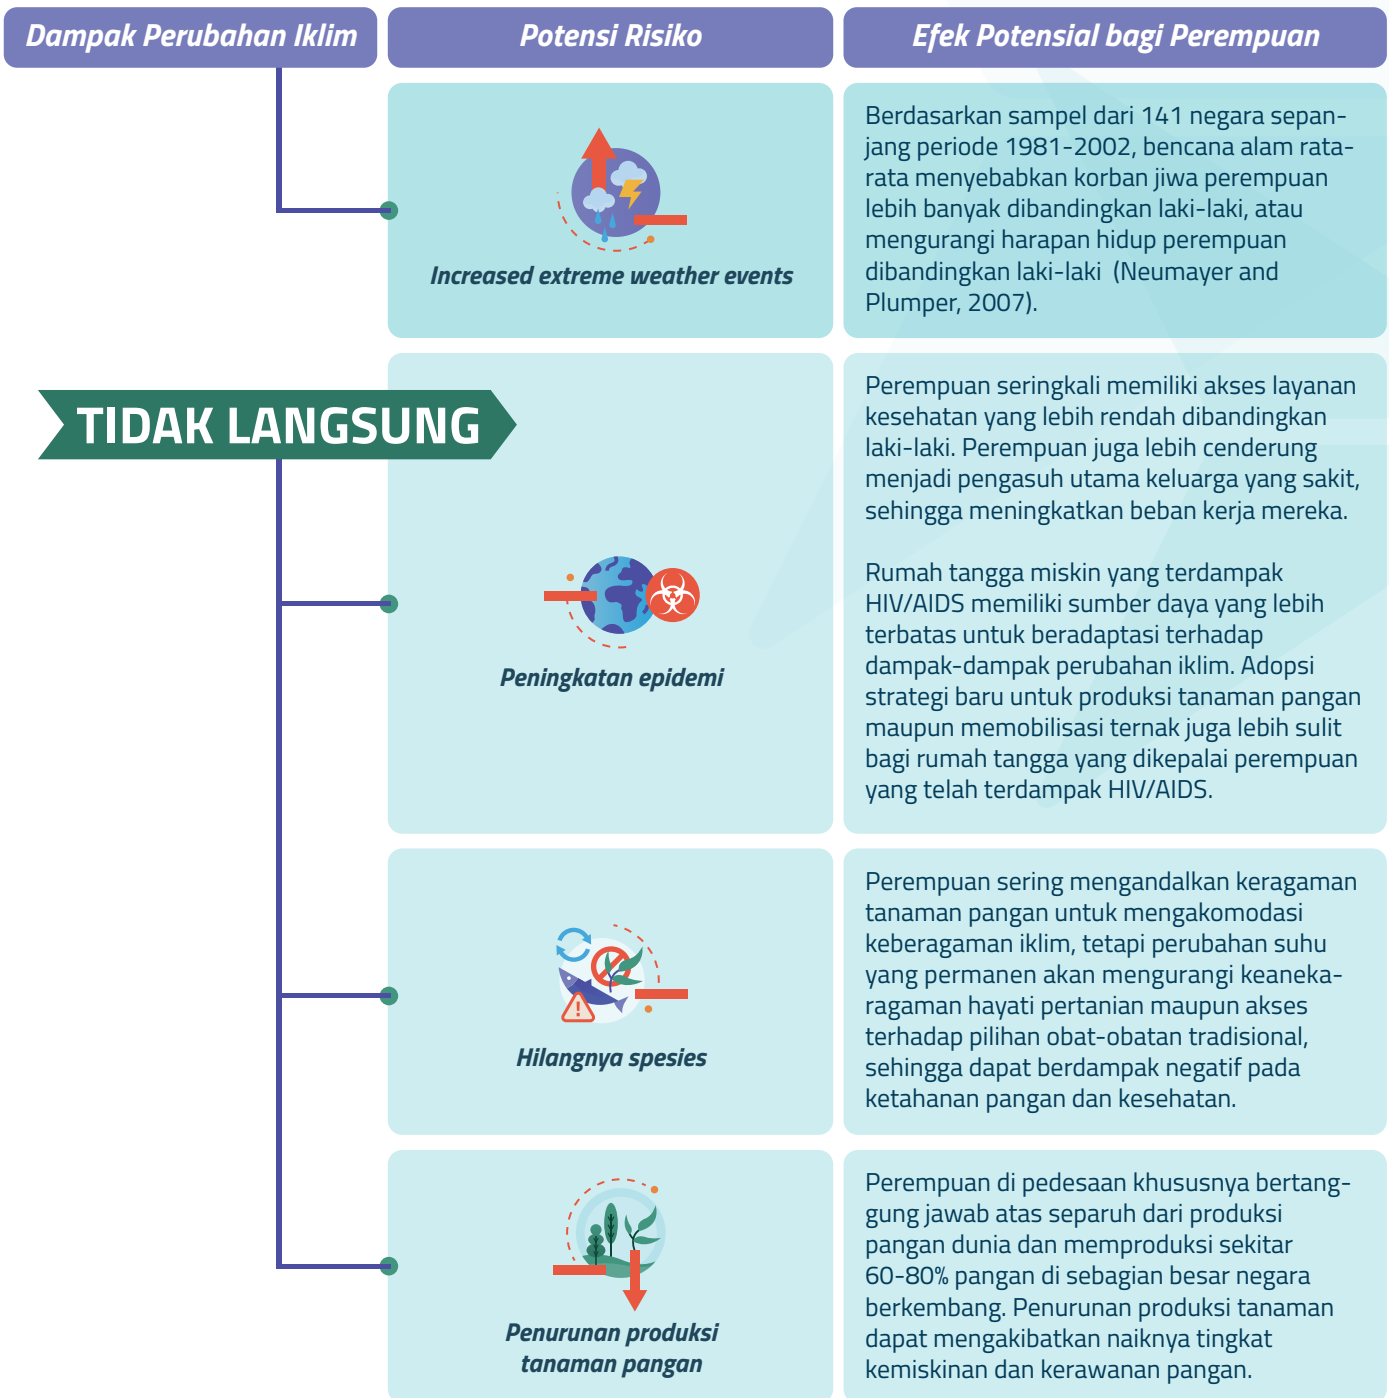 Dampak Perubahan Iklim
Potensi Risiko
Efek Potensial bagi Perempuan
Increased extreme weather events
Berdasarkan sampel dari 141 negara sepan-
jang periode 1981-2002, bencana alam rata-
rata menyebabkan korban jiwa perempuan
lebih banyak dibandingkan laki-laki, atau
mengurangi harapan hidup perempuan
dibandingkan laki-laki (Neumayer and
Plumper, 2007).
TIDAK LANGSUNG
Peningkatan epidemi
Perempuan seringkali memiliki akses layanan
kesehatan yang lebih rendah dibandingkan
laki-laki. Perempuan juga lebih cenderung
menjadi pengasuh utama keluarga yang sakit,
sehingga meningkatkan beban kerja mereka.
Rumah tangga miskin yang terdampak
HIV/AIDS memiliki sumber daya yang lebih
terbatas untuk beradaptasi terhadap
dampak-dampak perubahan iklim. Adopsi
strategi baru untuk produksi tanaman pangan
maupun memobilisasi ternak juga lebih sulit
bagi rumah tangga yang dikepalai perempuan
yang telah terdampak HIV/AIDS.
Hilangnya spesies
Perempuan sering mengandalkan keragaman
tanaman pangan untuk mengakomodasi
keberagaman iklim, tetapi perubahan suhu
yang permanen akan mengurangi keaneka-
ragaman hayati pertanian maupun akses
terhadap pilihan obat-obatan tradisional,
sehingga dapat berdampak negatif pada
ketahanan pangan dan kesehatan.
Penurunan produksi
tanaman pangan
Perempuan di pedesaan khususnya bertang-
gung jawab atas separuh dari produksi
pangan dunia dan memproduksi sekitar
60-80% pangan di sebagian besar negara
berkembang. Penurunan produksi tanaman
dapat mengakibatkan naiknya tingkat
kemiskinan dan kerawanan pangan.